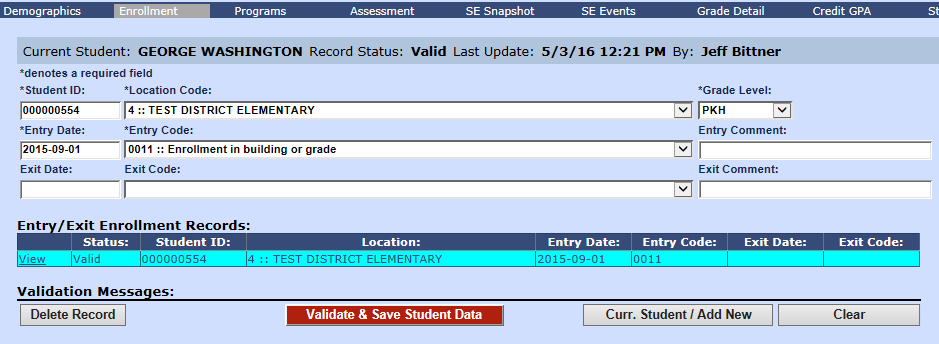 Demographics Enrollment Programs Assessment SE Snapshot SE Events Grade Detail Credit GPA St
Current Student: GEORGE WASHINGTON Record Status: Valid Last Update: 5/3/16 12:21 PM By: Jeff Bittner
*denotes a required field
*Student ID: *Location Code: *Grade Level:
000000554 4 :: TEST DISTRICT ELEMENTARY PKH
*Entry Date: *Entry Code: Entry Comment:
2015-09-01 0011 :: Enrollment in building or grade
Exit Date: Exit Code: Exit Comment:
Entry/Exit Enrollment Records:
Status: Student ID: Location: Entry Date: Entry Code: Exit Date: Exit Code:
View Valid 000000554 4 :: TEST DISTRICT ELEMENTARY 2015-09-01 0011
Validation Messages:
Delete Record Validate & Save Student Data Curr. Student / Add New Clear